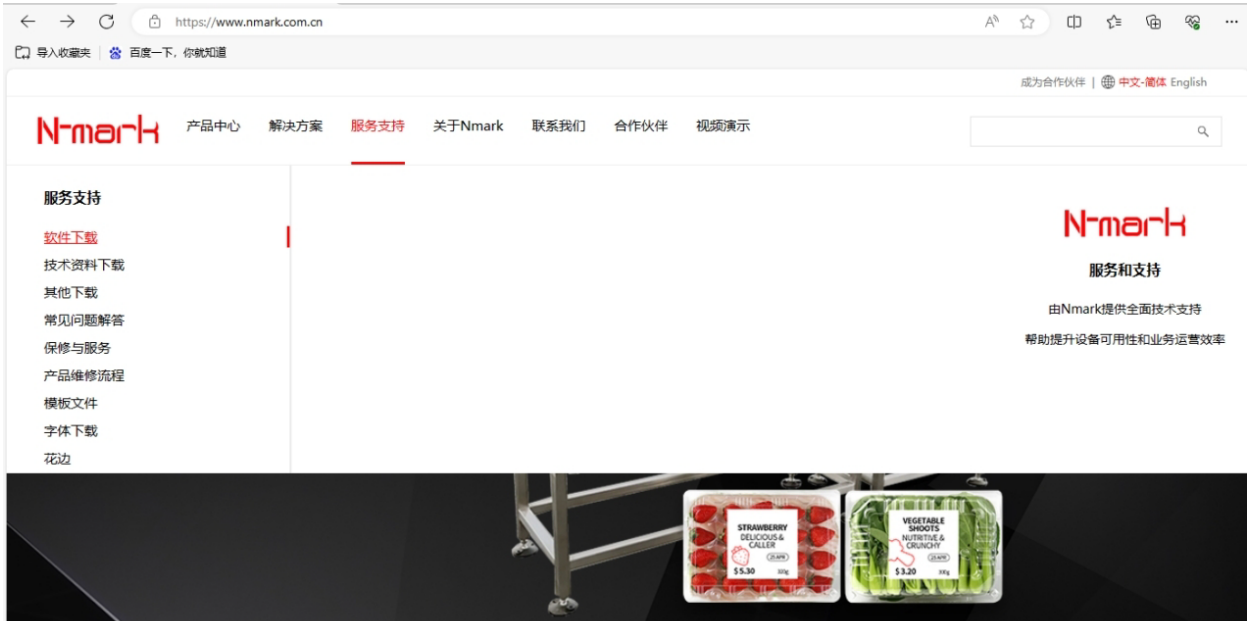 https://www.nmark.com.cn
导入收藏夹 百度一下，你就知道
成为合作伙伴 | 中文-简体 English
N-mark 产品中心 解决方案 服务支持 关于Nmark 联系我们 合作伙伴 视频演示
服务支持
软件下载
技术资料下载
其他下载
常见问题解答
保修与服务
产品维修流程
模板文件
字体下载
花边
N-mark
服务和支持
由Nmark提供全面技术支持
帮助提升设备可用性和业务运营效率
STRAWBERRY
DELICIOUS &
CALLER
25 APR
$5.30
VEGETABLE
SHOOTS
NUTRITIVE &
CRUNCHY
25 APR
$3.20